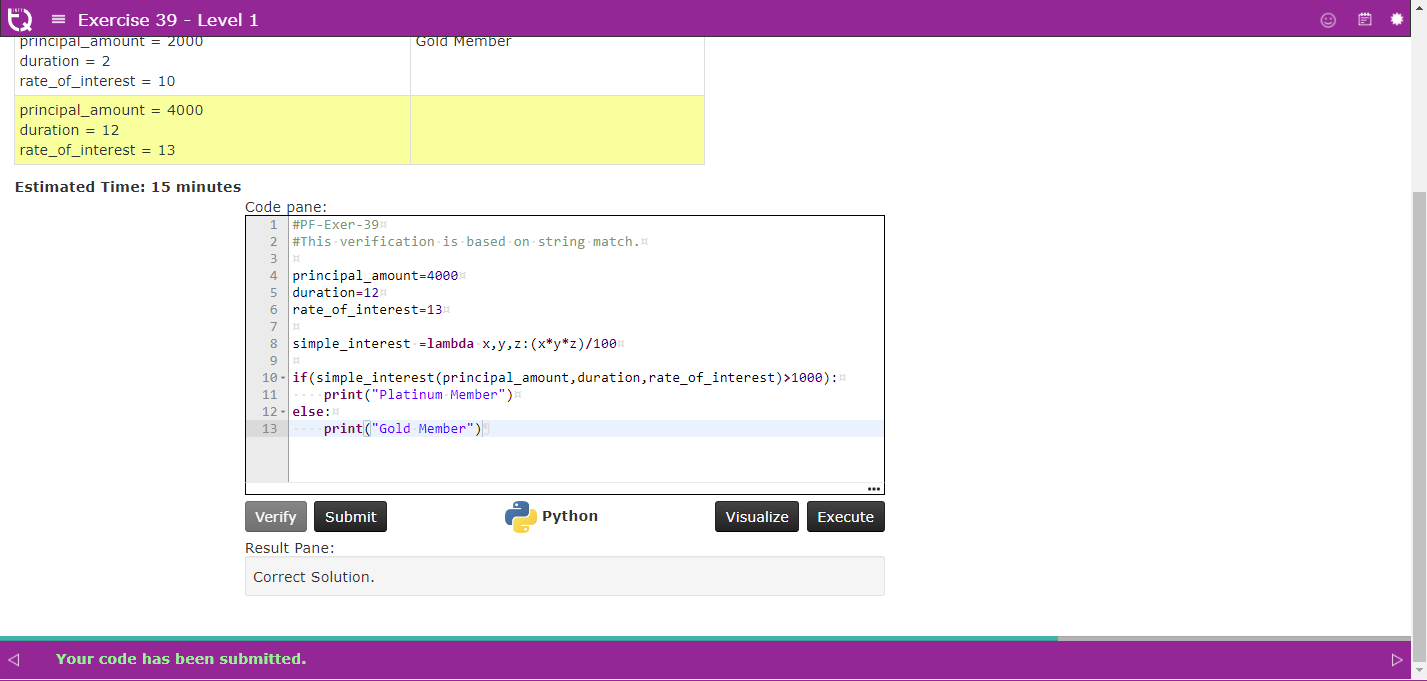 Exercise 39 - Level 1
principal_amount = 2000
Gold Member
duration = 2
rate_of_interest = 10
principal_amount = 4000
duration = 12
rate_of_interest = 13
Estimated Time: 15 minutes
Code pane:
1 #PF-Exer-39
2 #This verification is based on string match.
3
4 principal_amount=4000
5 duration=12
6 rate_of_interest=13
7
8 simple_interest =lambda x,y,z:(x*y*z)/100
9
10 if(simple_interest(principal_amount,duration,rate_of_interest)>1000):
11     print("Platinum Member")
12 else:
13     print("Gold Member")
Verify Submit Python Visualize Execute
Result Pane:
Correct Solution.
Your code has been submitted.